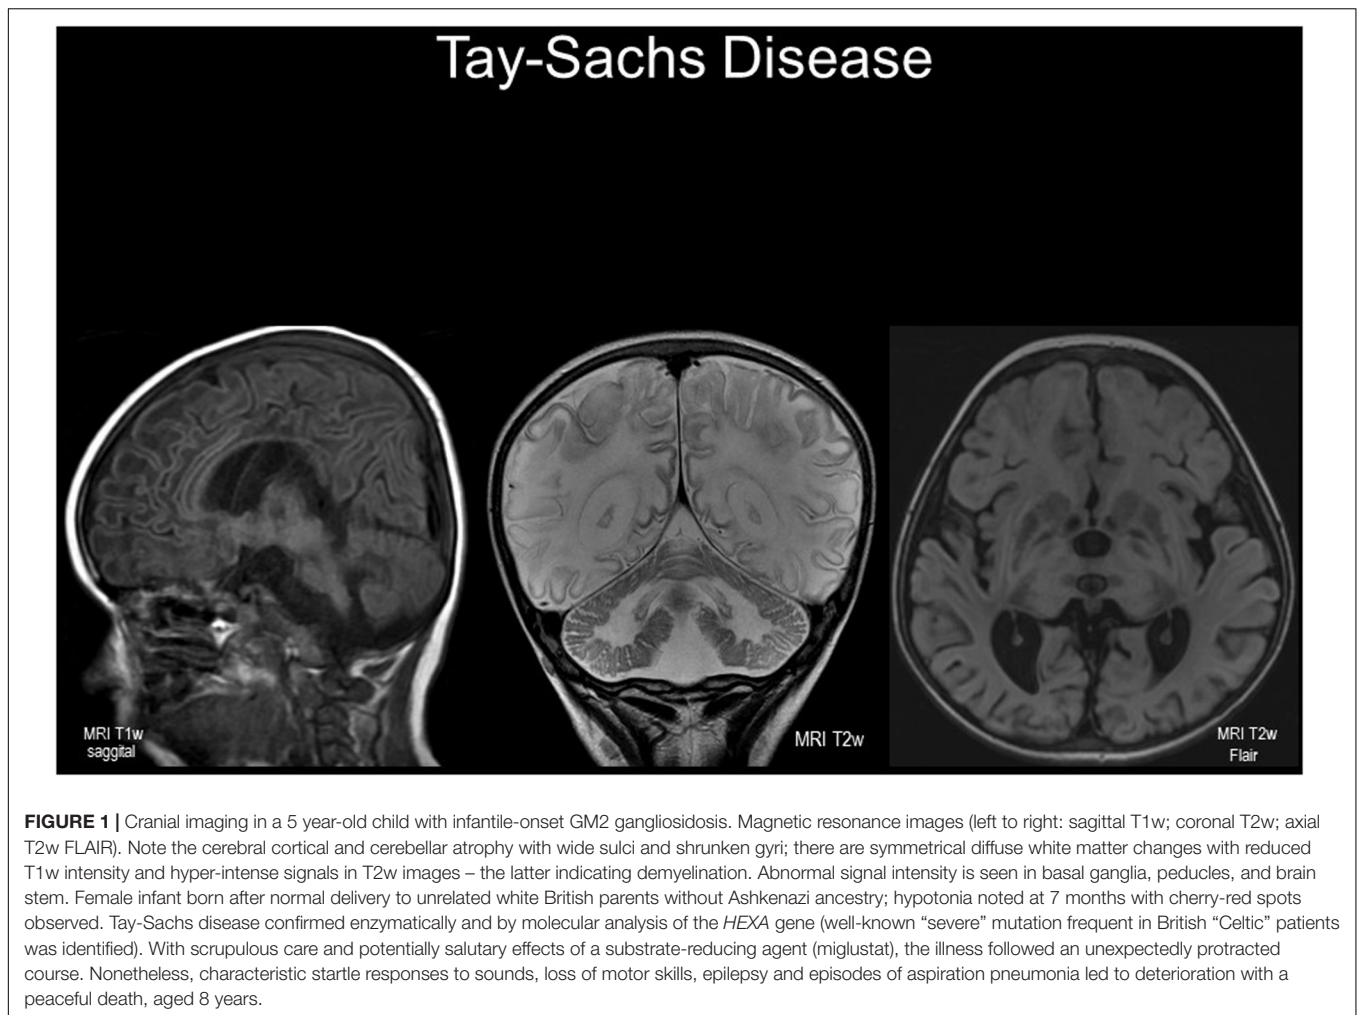 Tay-Sachs Disease
MRI T1w
saggital
MRI T2w
MRI T2w
Flair
FIGURE 1 | Cranial imaging in a 5 year-old child with infantile-onset GM2 gangliosidosis. Magnetic resonance images (left to right: sagittal T1w; coronal T2w; axial
T2w FLAIR). Note the cerebral cortical and cerebellar atrophy with wide sulci and shrunken gyri; there are symmetrical diffuse white matter changes with reduced
T1w intensity and hyper-intense signals in T2w images – the latter indicating demyelination. Abnormal signal intensity is seen in basal ganglia, peducles, and brain
stem. Female infant born after normal delivery to unrelated white British parents without Ashkenazi ancestry; hypotonia noted at 7 months with cherry-red spots
observed. Tay-Sachs disease confirmed enzymatically and by molecular analysis of the HEXA gene (well-known “severe” mutation frequent in British “Celtic” patients
was identified). With scrupulous care and potentially salutary effects of a substrate-reducing agent (miglustat), the illness followed an unexpectedly protracted
course. Nonetheless, characteristic startle responses to sounds, loss of motor skills, epilepsy and episodes of aspiration pneumonia led to deterioration with a
peaceful death, aged 8 years.